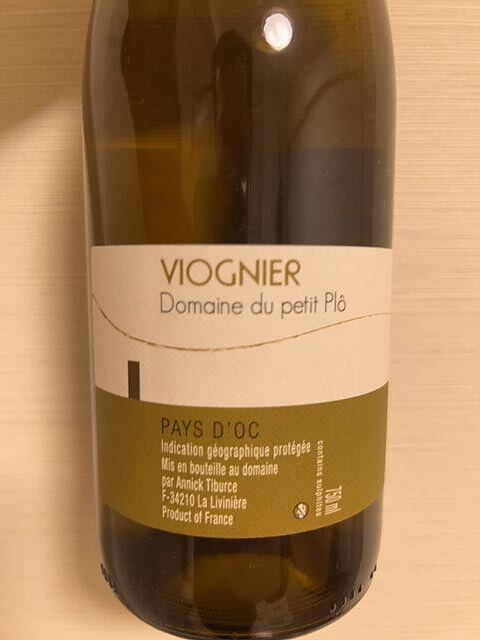 VIOGNIER
Domaine du petit Plô
PAYS D'OC
Indication géographique protégée
Mis en bouteille au domaine
par Annick Tiburce
F-34210 La Livinière
Product of France
contains sulphites
750 ml